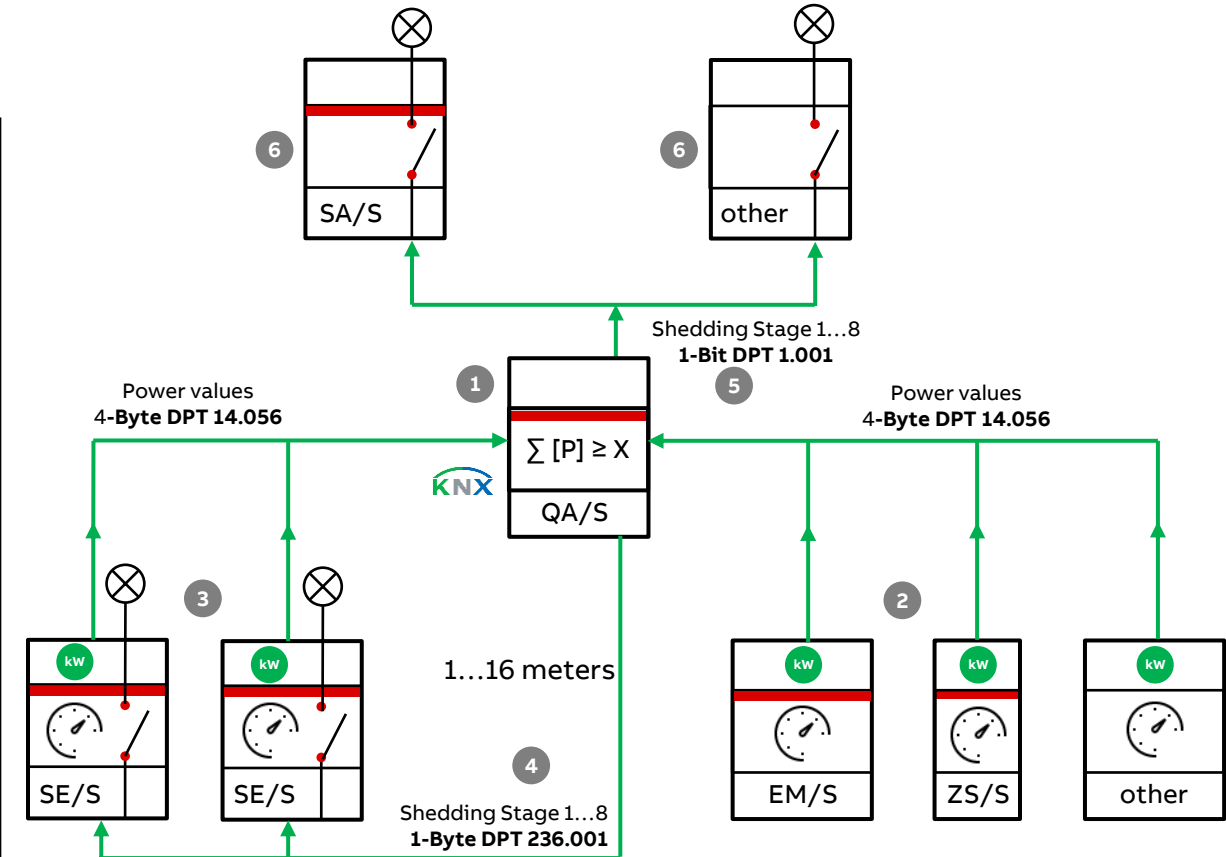 6
6
SA/S
other
Shedding Stage 1...8
1-Bit DPT 1.001
1
5
Power values
4-Byte DPT 14.056
Power values
4-Byte DPT 14.056
∑ [P] ≥ X
KNX
QA/S
3
2
kW
kW
kW
kW
kW
1...16 meters
4
SE/S
SE/S
EM/S
ZS/S
other
Shedding Stage 1...8
1-Byte DPT 236.001